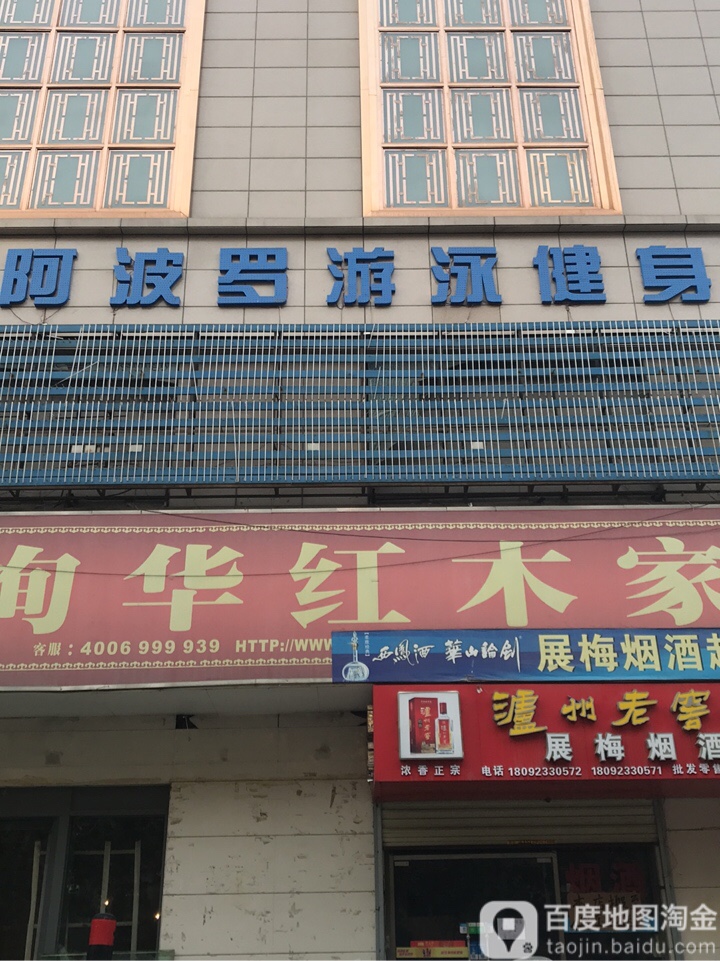 阿波罗游泳健身
华红木家
客服：4006 999 939 HTTP://WWW
西凤酒 華山論劍 展梅烟酒超
泸州老窖
展梅烟酒
浓香正宗 电话 18092330572 18092330571 批发零售
百度地图淘金
taojin.baidu.com